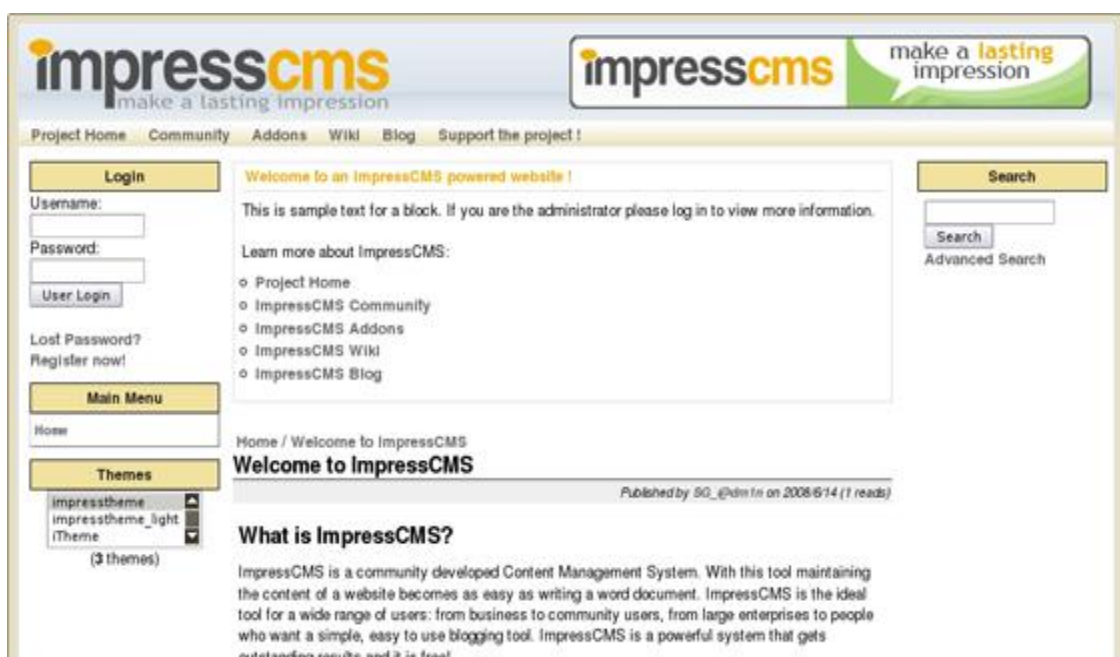 impresscms
make a lasting impression
impresscms
make a lasting
impression
Project Home Community Addons Wiki Blog Support the project !
Login
Username:
Password:
User Login
Lost Password?
Register now!
Main Menu
Home
Themes
impresstheme
impresstheme_light
iTheme
(3 themes)
Welcome to an ImpressCMS powered website !
This is sample text for a block. If you are the administrator please log in to view more information.
Learn more about ImpressCMS:
Project Home
ImpressCMS Community
ImpressCMS Addons
ImpressCMS Wiki
ImpressCMS Blog
Home / Welcome to ImpressCMS
Welcome to ImpressCMS
Published by SG_@dm1n on 2008/6/14 (1 reads)
What is ImpressCMS?
ImpressCMS is a community developed Content Management System. With this tool maintaining
the content of a website becomes as easy as writing a word document. ImpressCMS is the ideal
tool for a wide range of users: from business to community users, from large enterprises to people
who want a simple, easy to use blogging tool. ImpressCMS is a powerful system that gets
outstanding results and it is free!
Search
Search
Advanced Search